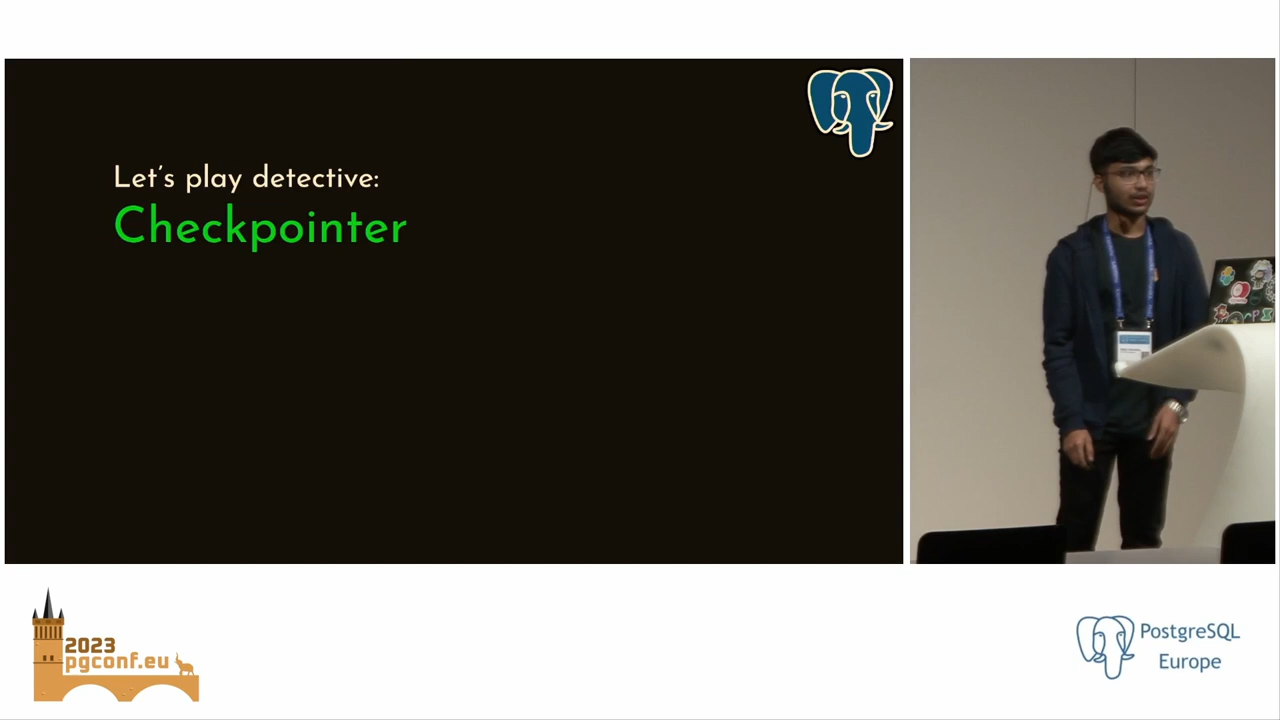 Let's play detective:
Checkpointer
2023
pgconf.eu
PostgreSQL
Europe